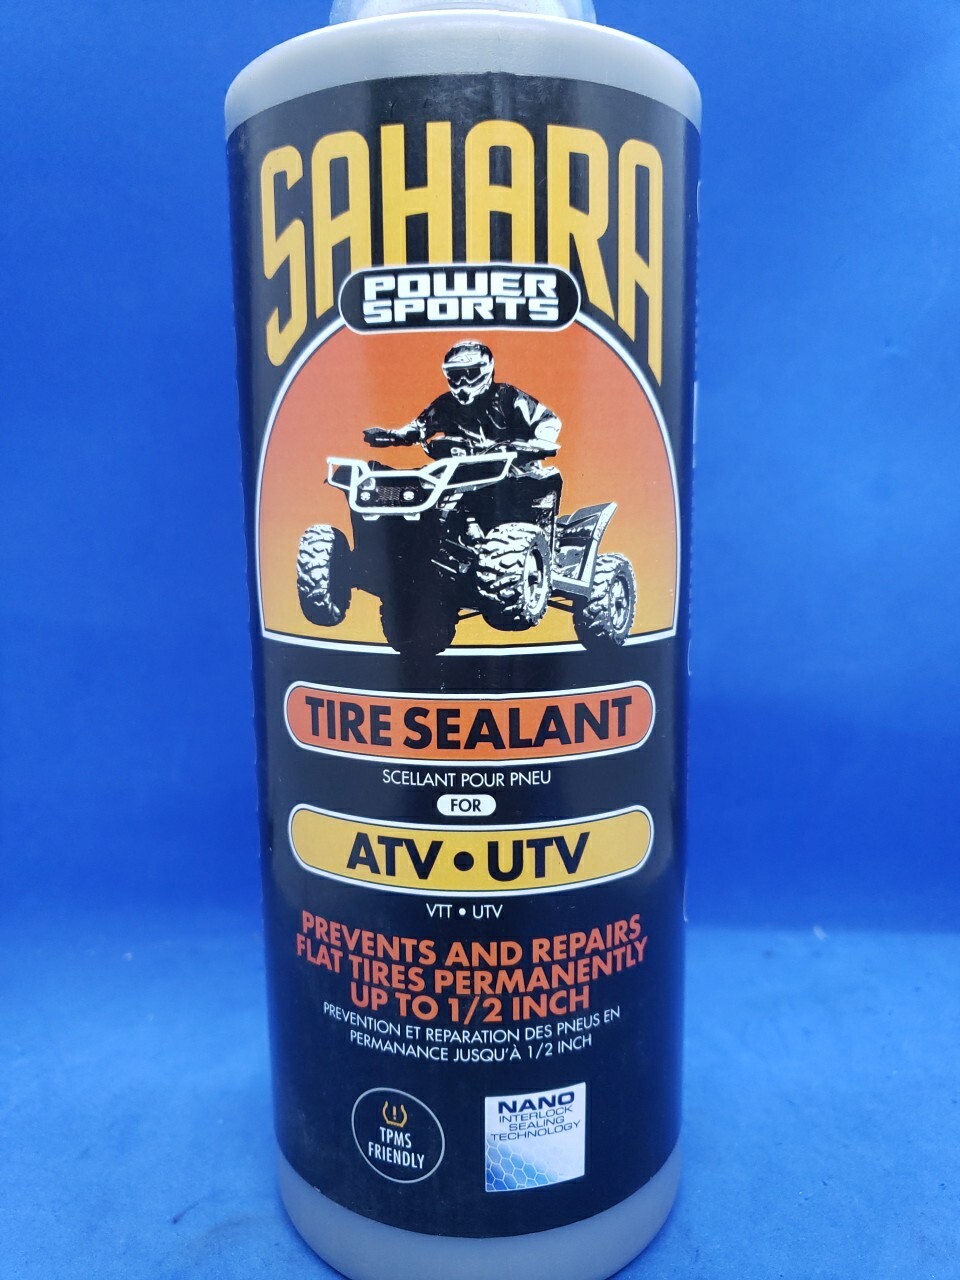 SAHARA
POWER
SPORTS
TIRE SEALANT
SCELLANT POUR PNEU
FOR
ATV • UTV
VTT • UTV
PREVENTS AND REPAIRS
FLAT TIRES PERMANENTLY
UP TO 1/2 INCH
PREVENTION ET REPARATION DES PNEUS EN
PERMANANCE JUSQU'À 1/2 INCH
TPMS
FRIENDLY
NANO
INTERLOCK
SEALING
TECHNOLOGY